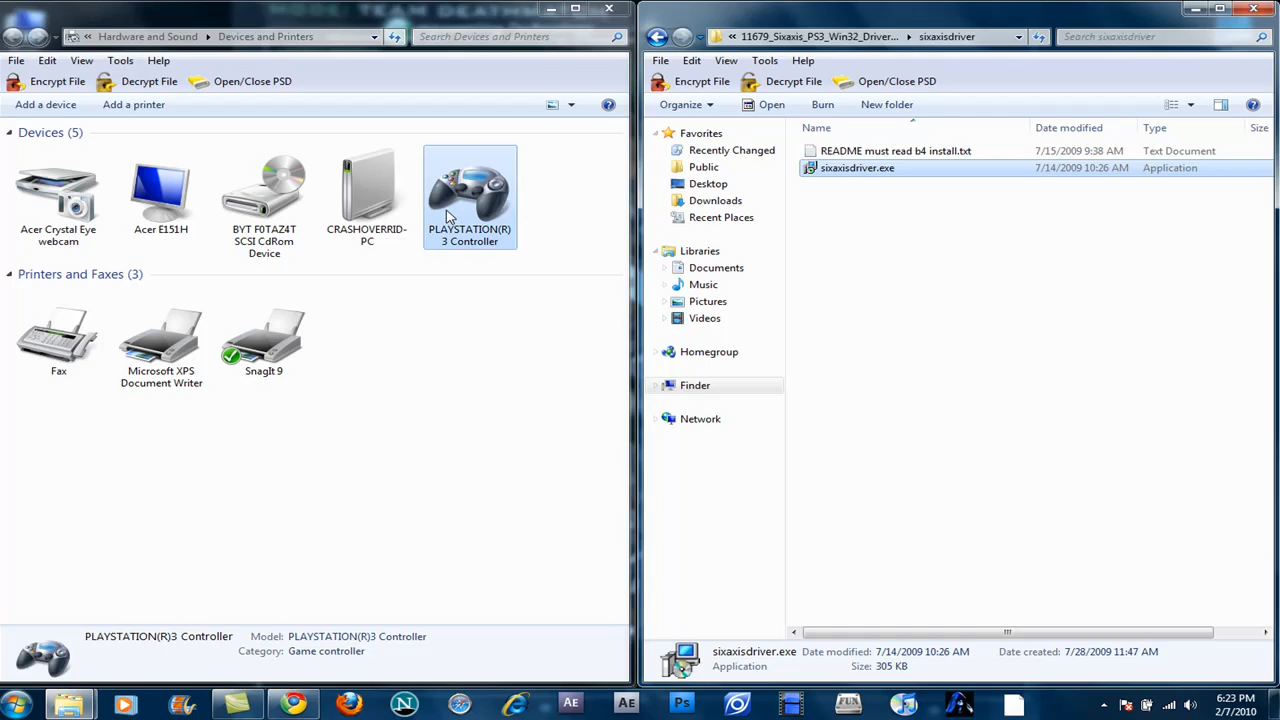 MODE: TEAM DEATHM
« Hardware and Sound Devices and Printers
Search Devices and Printers
File Edit View Tools Help
Encrypt File Decrypt File Open/Close PSD
Add a device Add a printer
Devices (5)
Acer Crystal Eye
webcam
Acer E151H
BYT F0TAZ4T
SCSI CdRom
Device
CRASHOVERRID-
PC
PLAYSTATION(R)
3 Controller
Printers and Faxes (3)
Fax
Microsoft XPS
Document Writer
SnagIt 9
PLAYSTATION(R)3 Controller Model: PLAYSTATION(R)3 Controller
Category: Game controller
« 11679_Sixaxis_PS3_Win32_Driver... sixaxisdriver
Search sixaxisdriver
File Edit View Tools Help
Encrypt File Decrypt File Open/Close PSD
Organize Open Burn New folder
Favorites
Recently Changed
Public
Desktop
Downloads
Recent Places
Libraries
Documents
Music
Pictures
Videos
Homegroup
Finder
Network
Name Date modified Type Size
README must read b4 install.txt 7/15/2009 9:38 AM Text Document
sixaxisdriver.exe 7/14/2009 10:26 AM Application
sixaxisdriver.exe Date modified: 7/14/2009 10:26 AM Date created: 7/28/2009 11:47 AM
Application Size: 305 KB
N
Ae
Ae
Ps
FUN
6:23 PM
2/7/2010